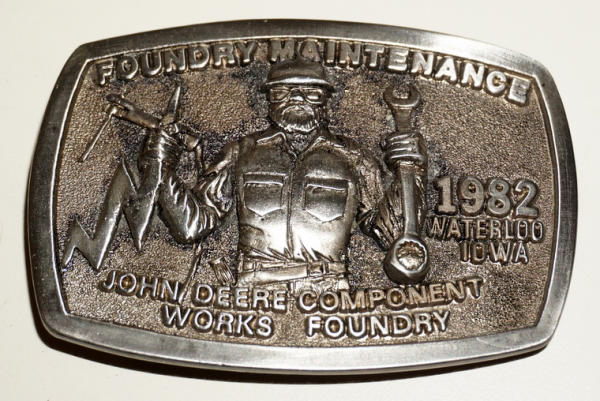 FOUNDRY MAINTENANCE
1982
WATERLOO
IOWA
JOHN DEERE COMPONENT
WORKS FOUNDRY